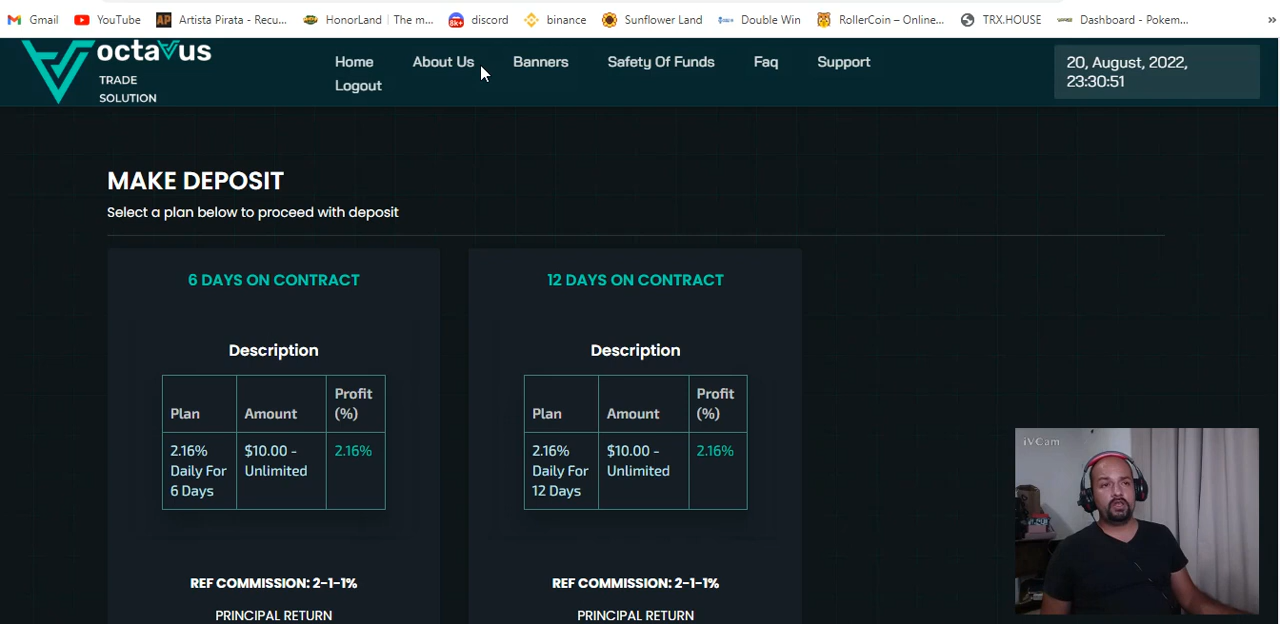 Gmail YouTube Artista Pirata - Recu... HonorLand | The m... discord binance Sunflower Land Double Win RollerCoin – Online... TRX.HOUSE Dashboard - Pokem... »
octavus
TRADE
SOLUTION
Home About Us Banners Safety Of Funds Faq Support
Logout
20, August, 2022,
23:30:51
MAKE DEPOSIT
Select a plan below to proceed with deposit
6 DAYS ON CONTRACT
Description
Plan Amount Profit
(%)
2.16%
Daily For
6 Days
$10.00 -
Unlimited
2.16%
REF COMMISSION: 2-1-1%
PRINCIPAL RETURN
12 DAYS ON CONTRACT
Description
Plan Amount Profit
(%)
2.16%
Daily For
12 Days
$10.00 -
Unlimited
2.16%
REF COMMISSION: 2-1-1%
PRINCIPAL RETURN
iVCam